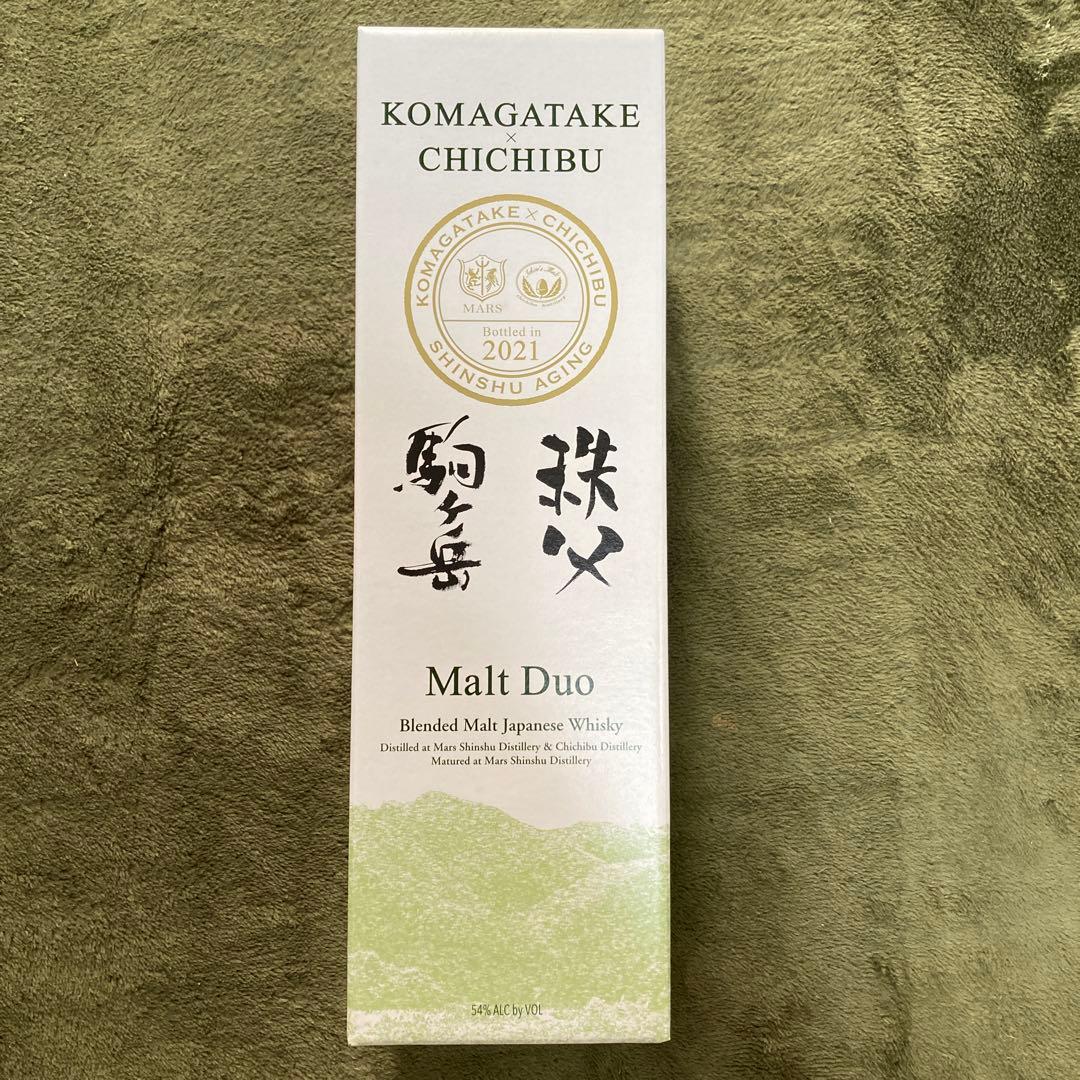 KOMAGATAKE
×
CHICHIBU
KOMAGATAKE×CHICHIBU
MARS
Bottled in
2021
SHINSHU AGING
駒ヶ岳
秩父
Malt Duo
Blended Malt Japanese Whisky
Distilled at Mars Shinshu Distillery & Chichibu Distillery
Matured at Mars Shinshu Distillery
54% ALC by VOL